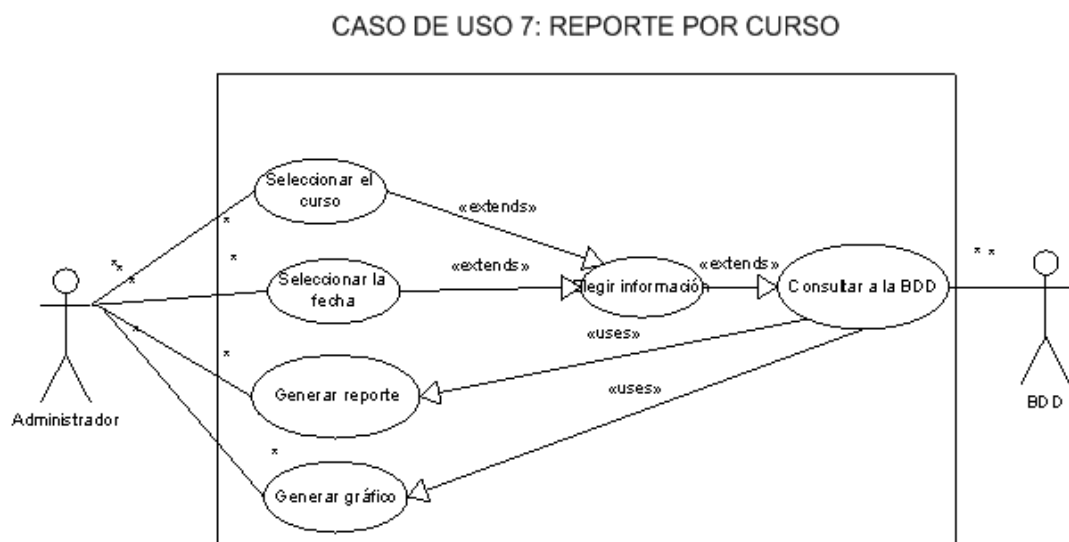 CASO DE USO 7: REPORTE POR CURSO
Seleccionar el
curso
«extends»
*
*
*
*
*
Seleccionar la
fecha
«extends»
Elegir información
«extends»
Consultar a la BDD
* *
*
*
«uses»
Generar reporte
«uses»
Administrador
BDD
*
Generar gráfico